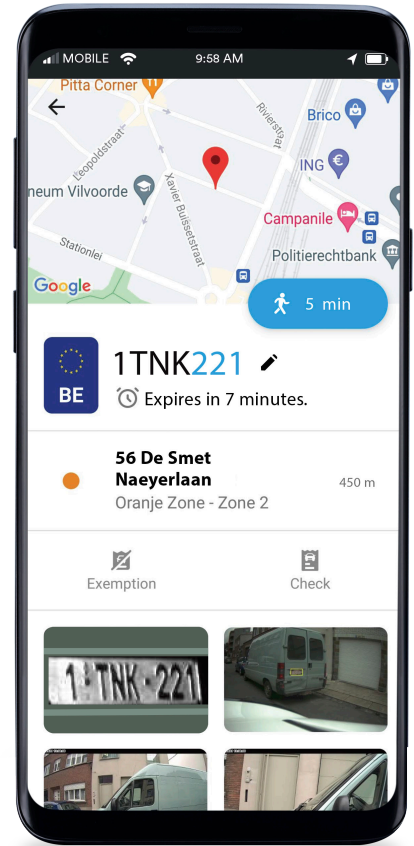 MOBILE 9:58 AM
Pitta Corner
Brico
Rivierstraat
Leopoldstraat
ING
neum Vilvoorde
Xavier Buissetstraat
Campanile
Stationlei
Politierechtbank
Google
5 min
BE
1TNK221
Expires in 7 minutes.
56 De Smet
Naeyerlaan
450 m
Oranje Zone - Zone 2
Exemption
Check
1·TNK·221